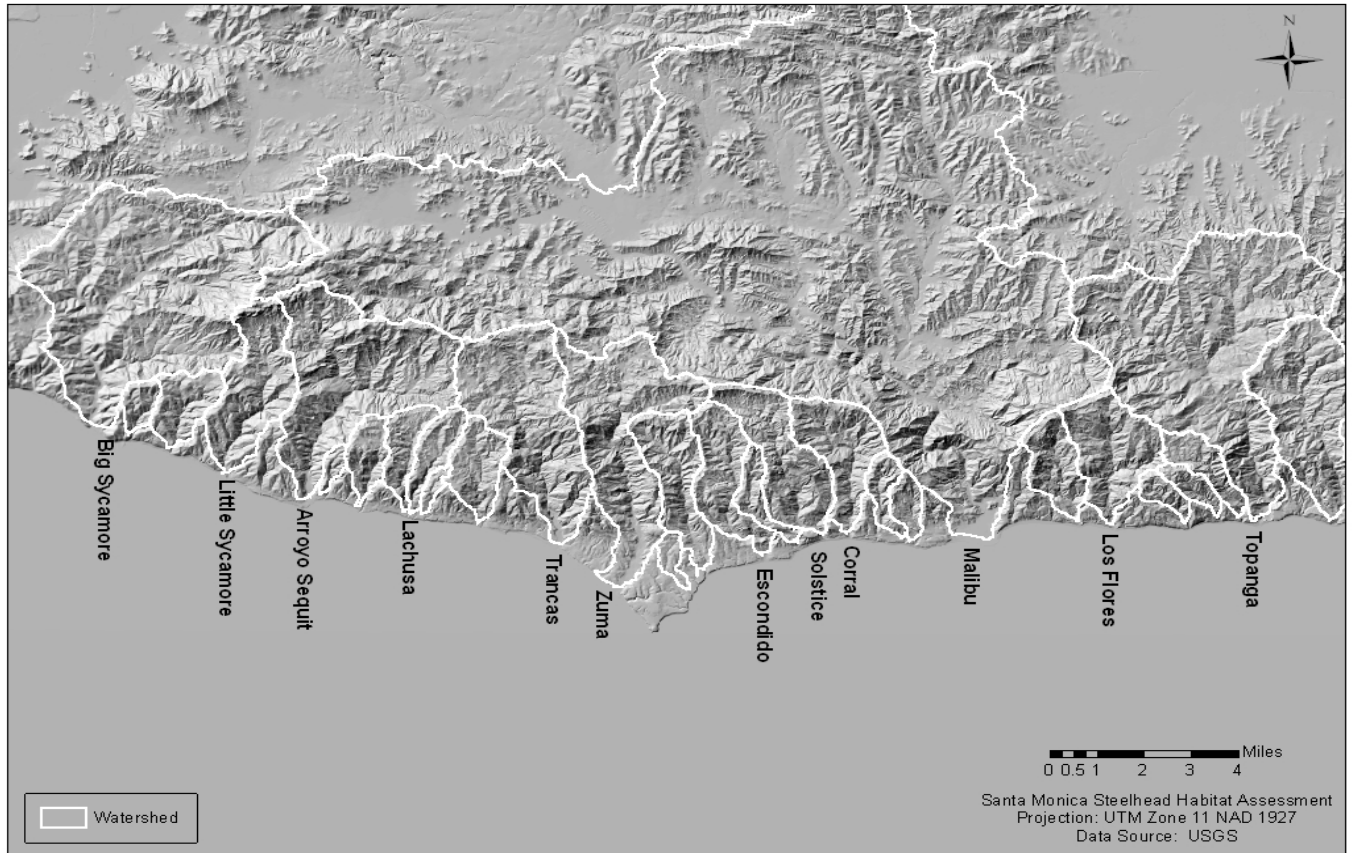 N
Big Sycamore
Little Sycamore
Arroyo Sequit
Lachusa
Trancas
Zuma
Escondido
Solstice
Corral
Malibu
Los Flores
Topanga
Miles
0 0.5 1 2 3 4
Santa Monica Steelhead Habitat Assessment
Projection: UTM Zone 11 NAD 1927
Data Source: USGS
Watershed